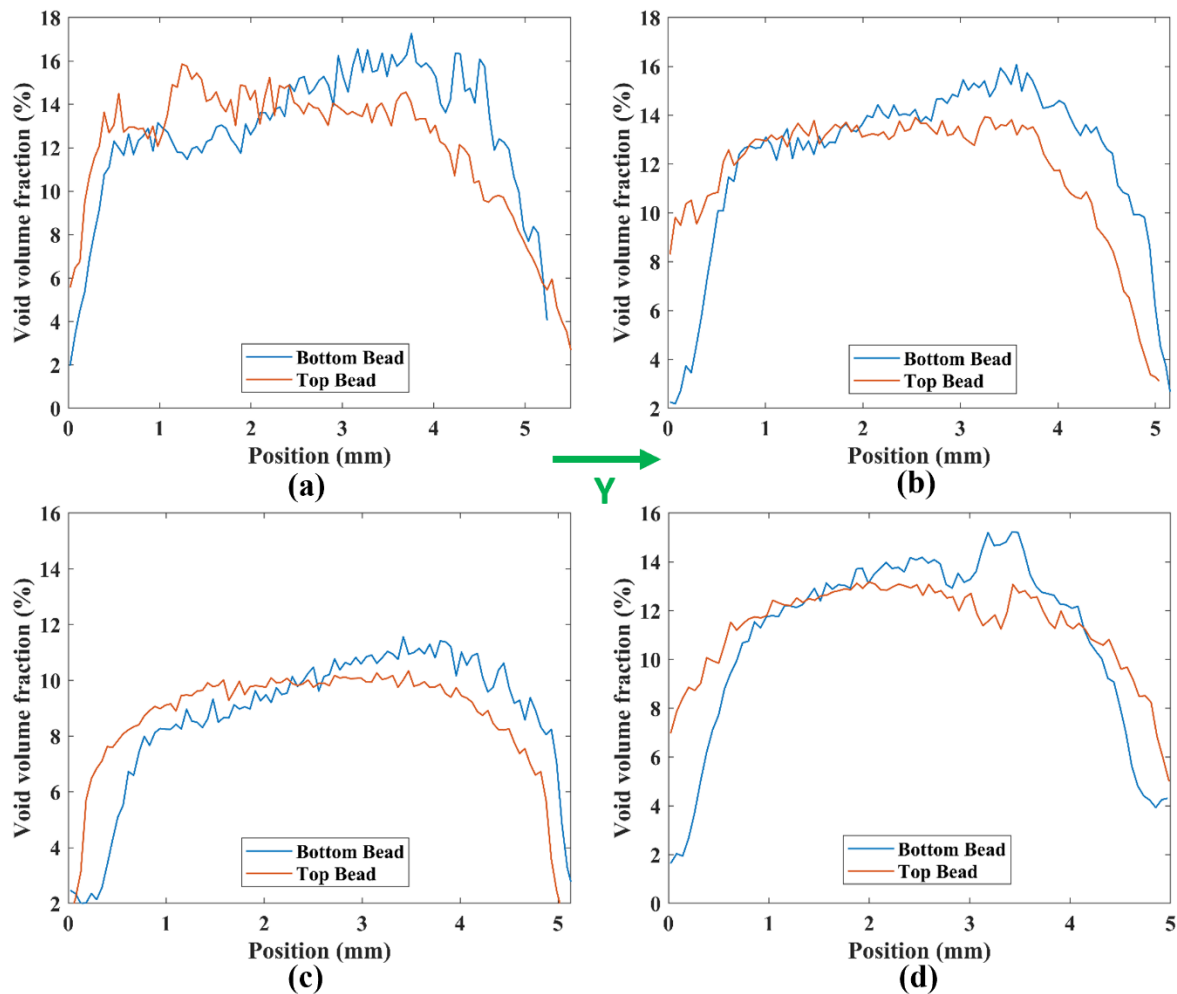 Void volume fraction (%)
18
16
14
12
10
8
6
4
2
0
Bottom Bead
Top Bead
0 1 2 3 4 5
Position (mm)
(a)
Void volume fraction (%)
18
16
14
12
10
8
6
4
2
Bottom Bead
Top Bead
0 1 2 3 4 5
Position (mm)
(b)
Y
Void volume fraction (%)
16
14
12
10
8
6
4
2
Bottom Bead
Top Bead
0 1 2 3 4 5
Position (mm)
(c)
Void volume fraction (%)
16
14
12
10
8
6
4
2
0
Bottom Bead
Top Bead
0 1 2 3 4 5
Position (mm)
(d)